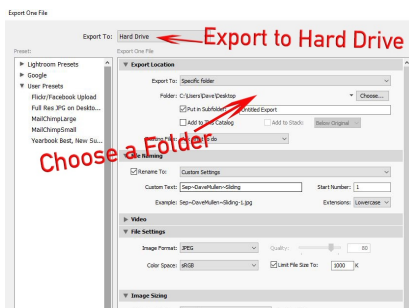 Export One File
Export To: Hard Drive
Export to Hard Drive
Preset:
Export One File
Lightroom Presets
Google
User Presets
Flickr/Facebook Upload
Full Res JPG on Deskto...
MailChimpLarge
MailChimpSmall
Yearbook Best, New Su...
Choose a Folder
Export Location
Export To: Specific folder
Folder: C:\Users\Dave\Desktop
Choose...
Put in Subfolder: Untitled Export
Add to This Catalog
Add to Stack: Below Original
File Naming
Rename To: Custom Settings
Custom Text: Sep~DaveMullen~Sliding
Start Number: 1
Example: Sep~DaveMullen~Sliding-1.jpg
Extensions: Lowercase
Video
File Settings
Image Format: JPEG
Quality: 80
Color Space: sRGB
Limit File Size To: 1000 K
Image Sizing